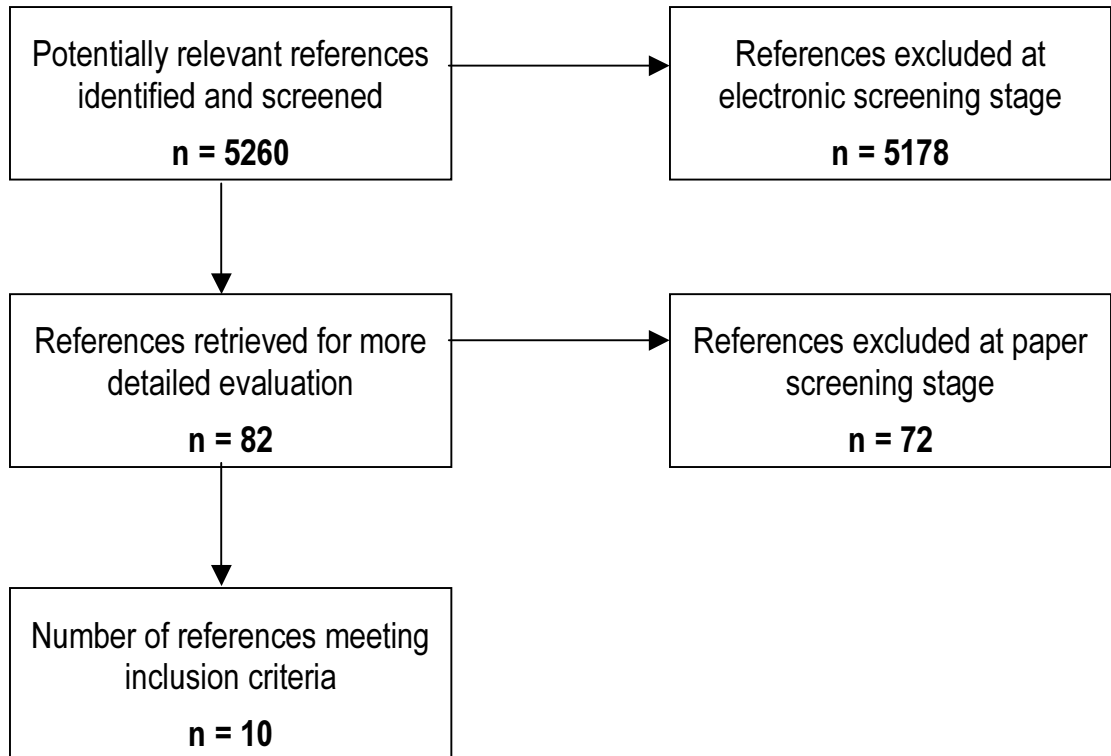 Potentially relevant references
identified and screened
n = 5260
References excluded at
electronic screening stage
n = 5178
References retrieved for more
detailed evaluation
n = 82
References excluded at paper
screening stage
n = 72
Number of references meeting
inclusion criteria
n = 10